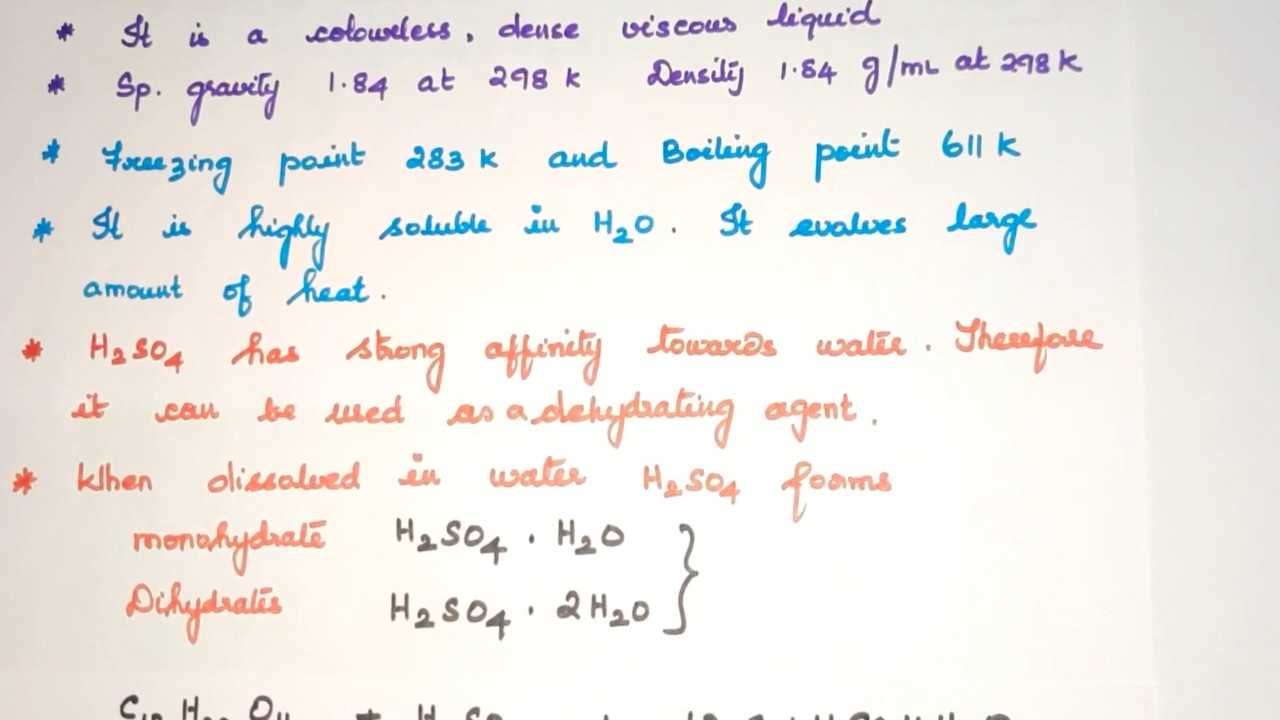 * It is a colourless, dense viscous liquid
* Sp. gravity 1.84 at 298 K Density 1.84 g/mL at 298 K
* Freezing point 283 K and Boiling point 611 K
* It is highly soluble in H₂O. It evolves large
amount of heat.
* H₂SO₄ has strong affinity towards water. Therefore
it can be used as a dehydrating agent.
* When dissolved in water H₂SO₄ forms
monohydrate H₂SO₄ . H₂O }
Dihydrates H₂SO₄ . 2H₂O